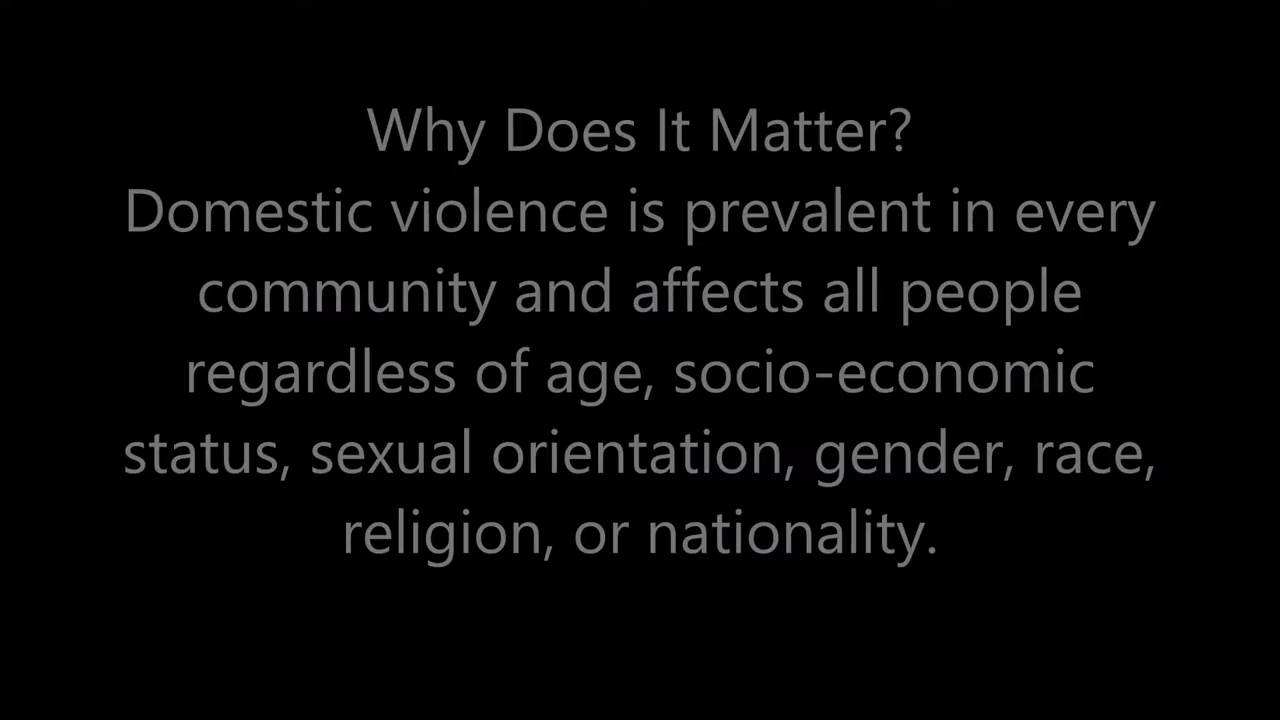 Why Does It Matter?
Domestic violence is prevalent in every
community and affects all people
regardless of age, socio-economic
status, sexual orientation, gender, race,
religion, or nationality.